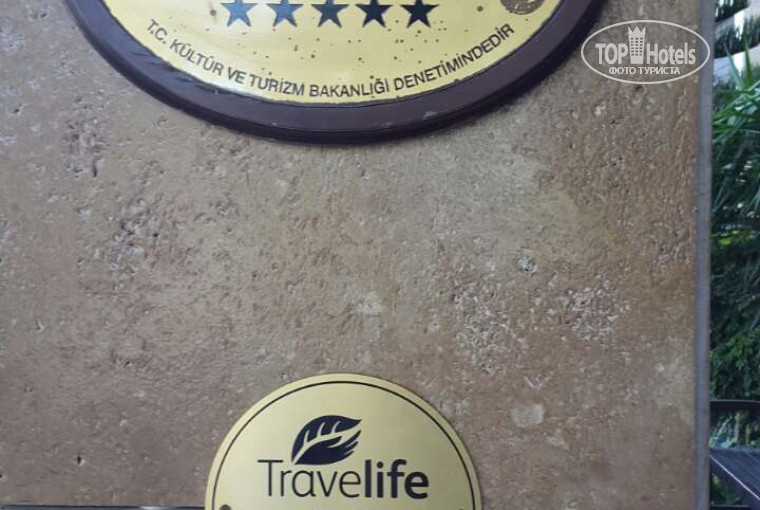 T.C. KÜLTÜR VE TURİZM BAKANLIĞI DENETİMİNDEDİR
TOP Hotels
ФОТО ТУРИСТА
Travelife